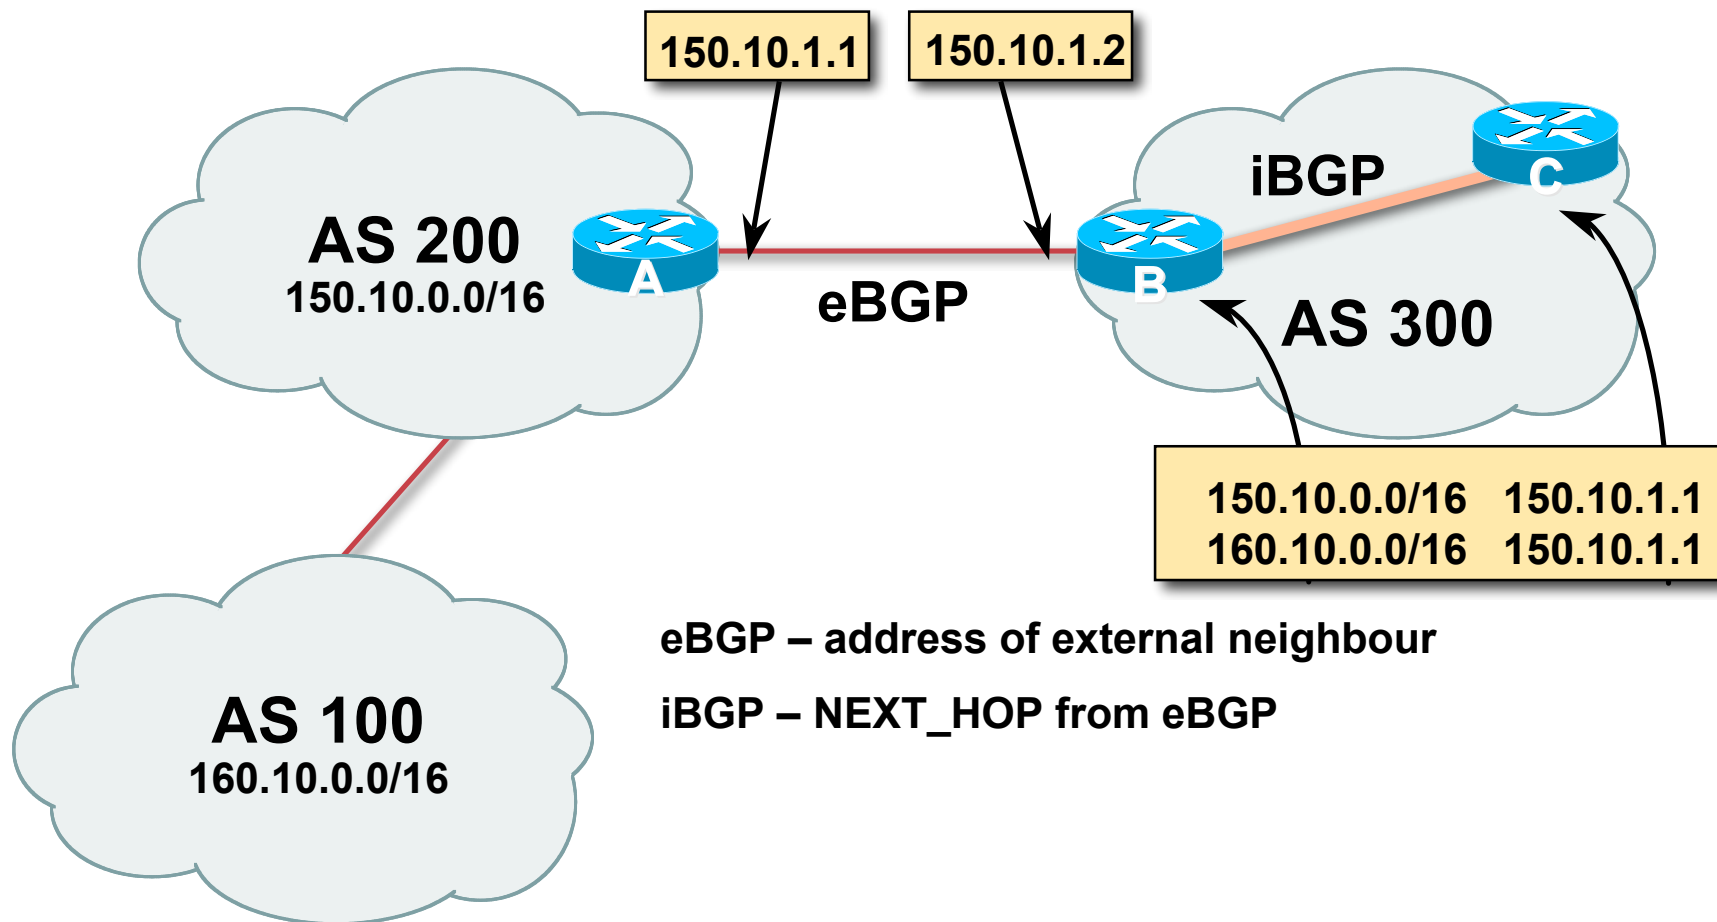 150.10.1.1 150.10.1.2
iBGP
C
AS 200
150.10.0.0/16
A
B
eBGP
AS 300
150.10.0.0/16 150.10.1.1
160.10.0.0/16 150.10.1.1
eBGP – address of external neighbour
iBGP – NEXT_HOP from eBGP
AS 100
160.10.0.0/16